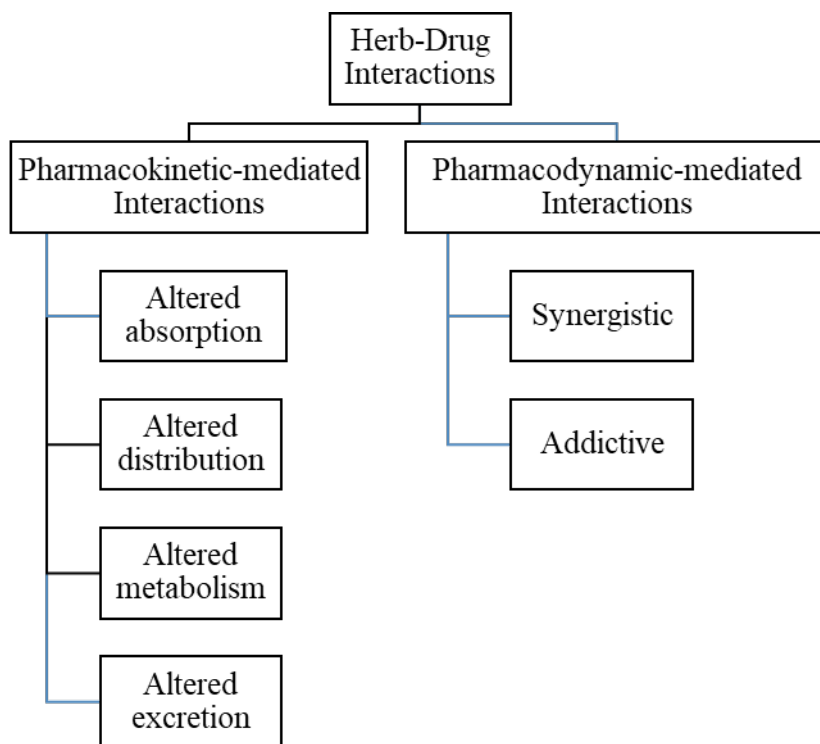 Herb-Drug
Interactions
Pharmacokinetic-mediated
Interactions
Pharmacodynamic-mediated
Interactions
Altered
absorption
Altered
distribution
Altered
metabolism
Altered
excretion
Synergistic
Addictive